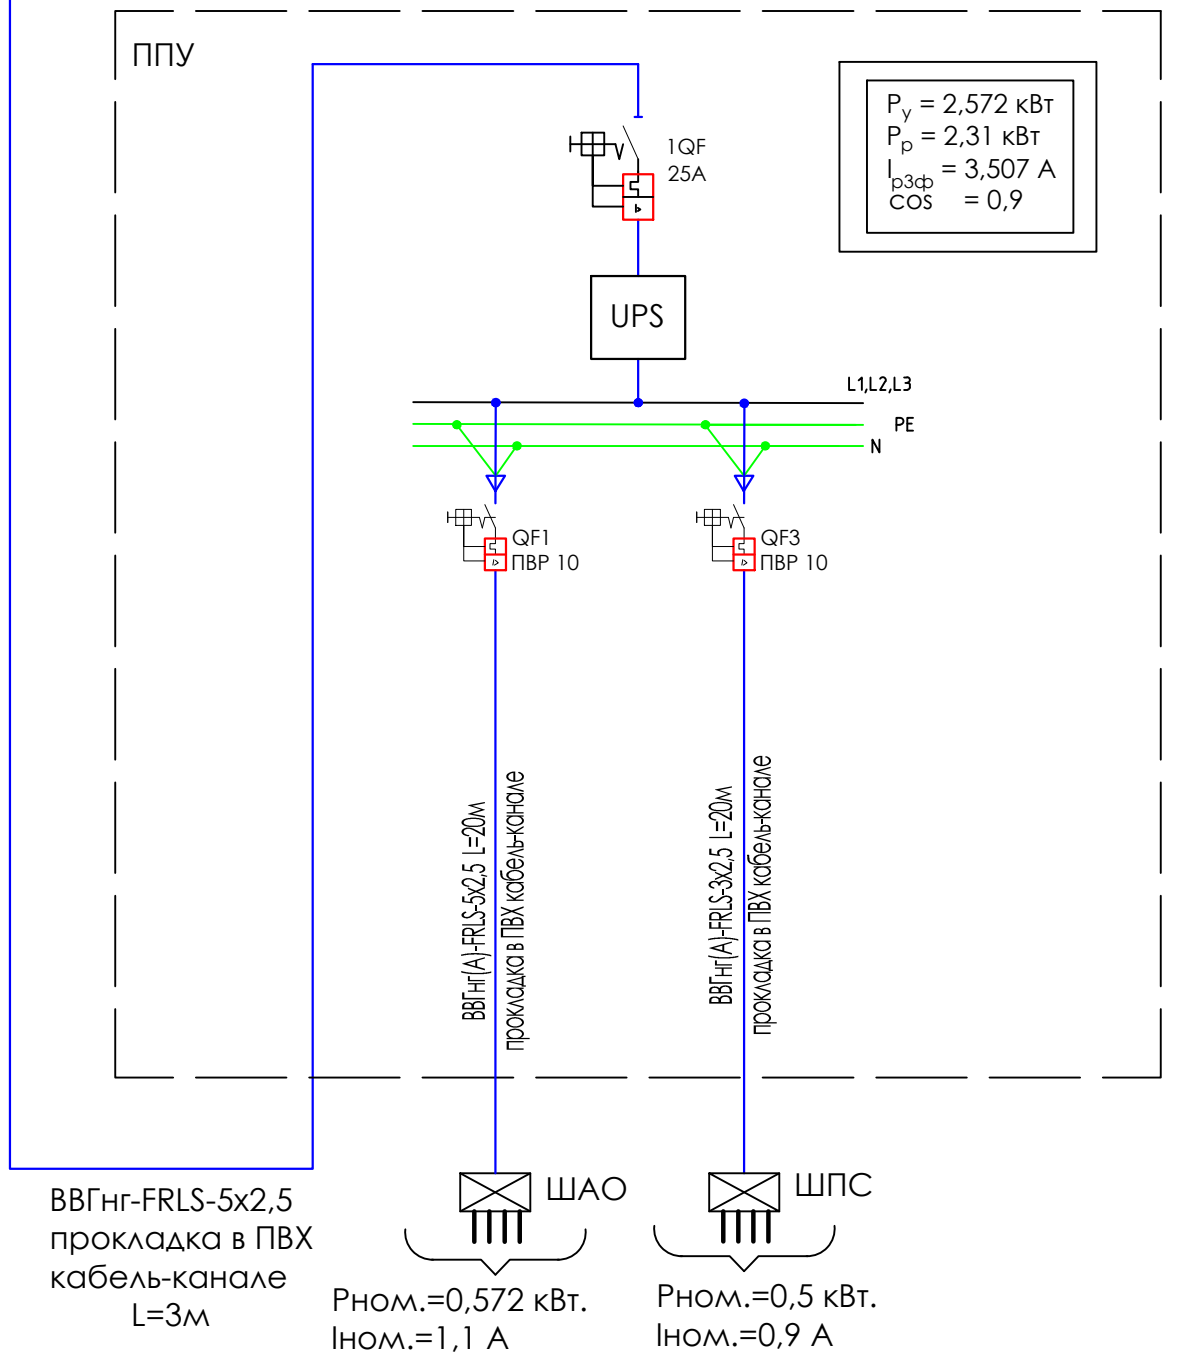 ППУ
Pу = 2,572 кВт
Pр = 2,31 кВт
Iр3ф = 3,507 А
cos = 0,9
1QF
25А
UPS
L1,L2,L3
PE
N
QF1
ПВР 10
QF3
ПВР 10
ВВГнг(А)-FRLS-5х2,5 L=20м
прокладка в ПВХ кабель-канале
ВВГнг(А)-FRLS-3х2,5 L=20м
прокладка в ПВХ кабель-канале
ВВГнг-FRLS-5х2,5
прокладка в ПВХ
кабель-канале
L=3м
ШАО
ШПС
Рном.=0,572 кВт.
Iном.=1,1 А
Рном.=0,5 кВт.
Iном.=0,9 А